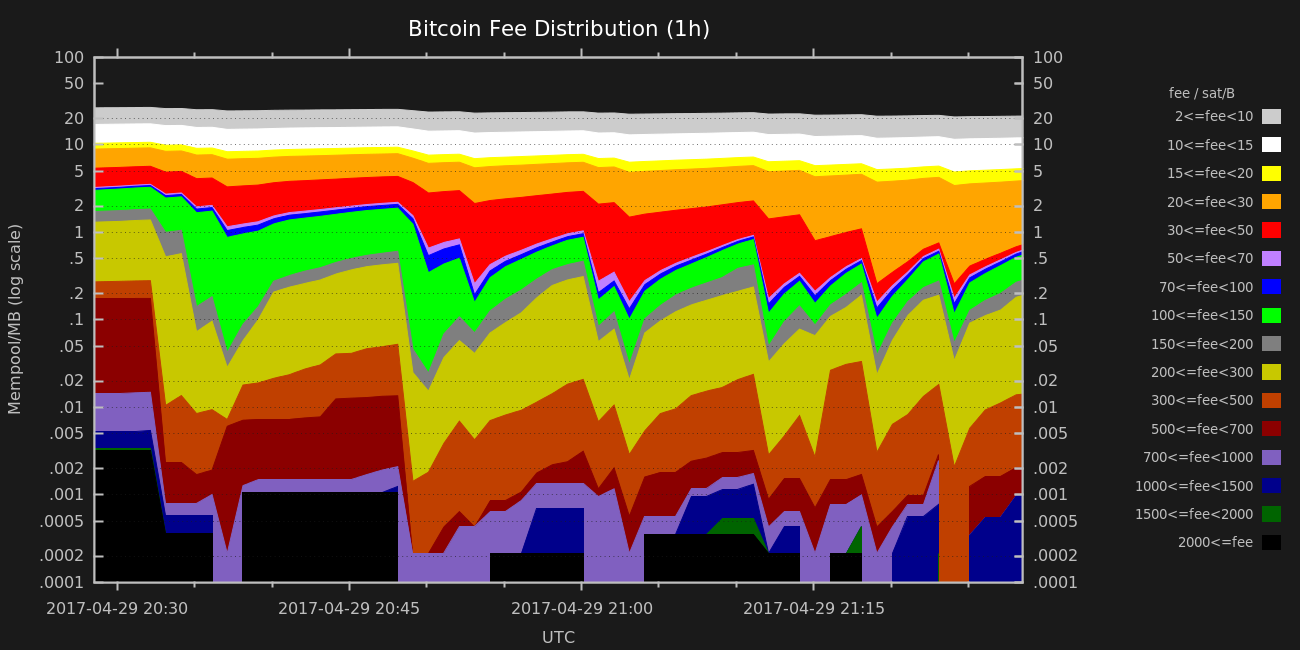 Bitcoin Fee Distribution (1h)
Mempool/MB (log scale)
100
50
20
10
5
2
1
.5
.2
.1
.05
.02
.01
.005
.002
.001
.0005
.0002
.0001
100
50
20
10
5
2
1
.5
.2
.1
.05
.02
.01
.005
.002
.001
.0005
.0002
.0001
2017-04-29 20:30 2017-04-29 20:45 2017-04-29 21:00 2017-04-29 21:15
UTC
fee / sat/B
2<=fee<10
10<=fee<15
15<=fee<20
20<=fee<30
30<=fee<50
50<=fee<70
70<=fee<100
100<=fee<150
150<=fee<200
200<=fee<300
300<=fee<500
500<=fee<700
700<=fee<1000
1000<=fee<1500
1500<=fee<2000
2000<=fee